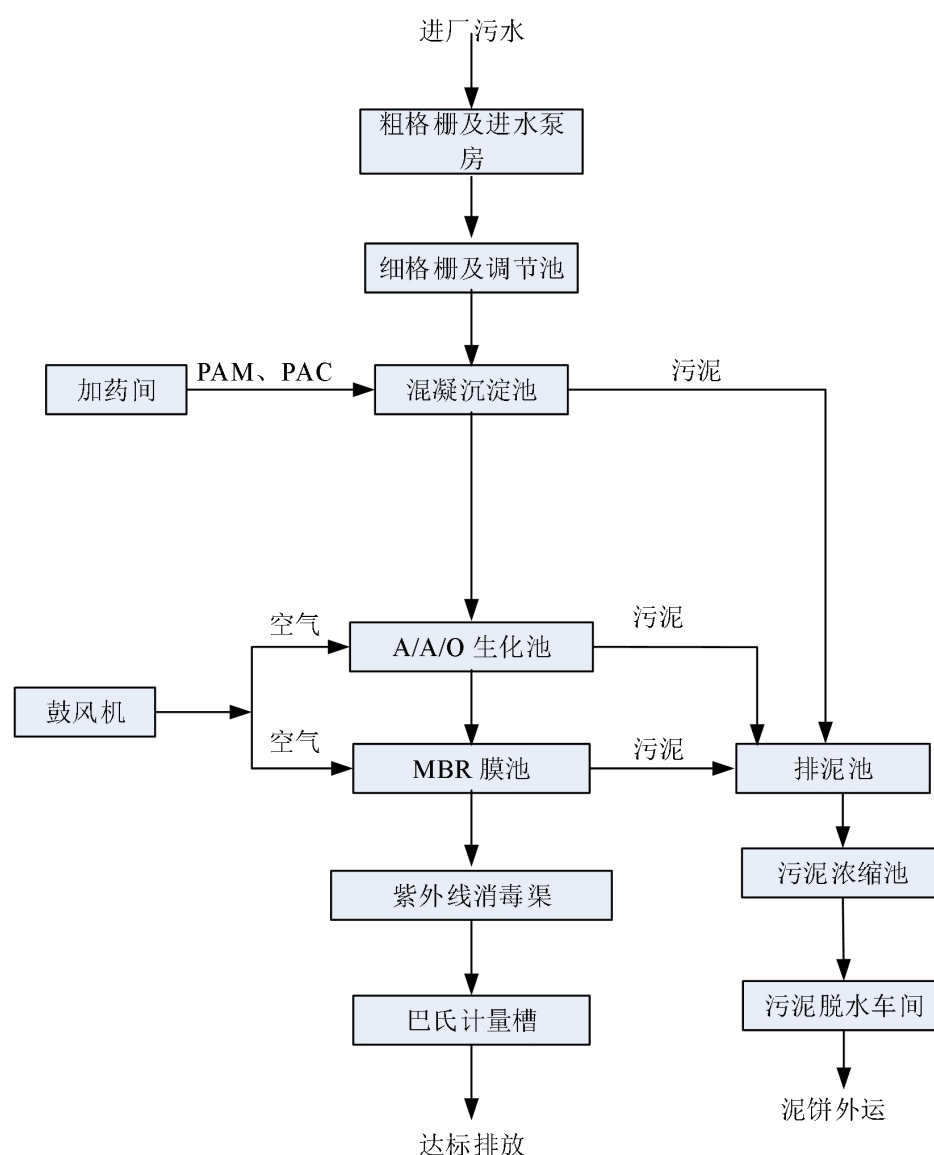 进厂污水
粗格栅及进水泵
房
细格栅及调节池
加药间
PAM、PAC
混凝沉淀池
污泥
空气
A/A/O 生化池
污泥
鼓风机
空气
MBR 膜池
污泥
排泥池
紫外线消毒渠
污泥浓缩池
巴氏计量槽
污泥脱水车间
达标排放
泥饼外运